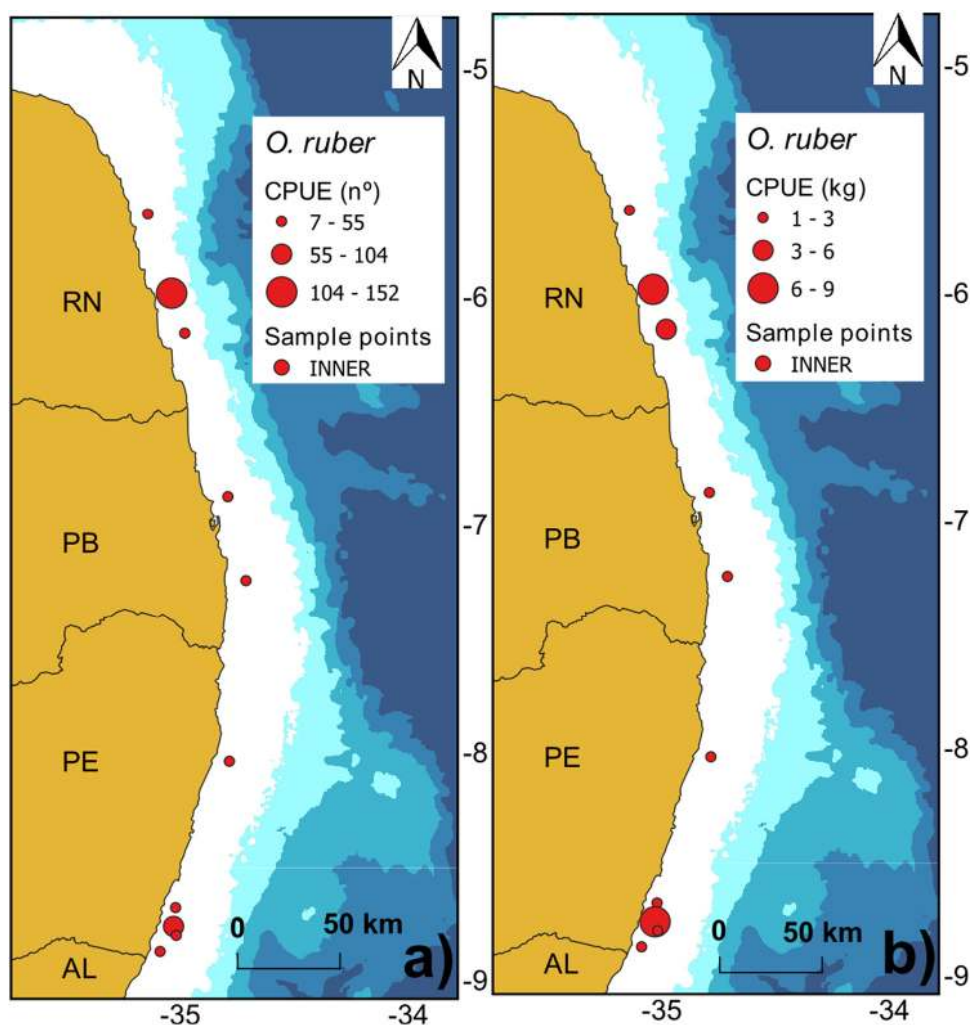 N
O. ruber
CPUE (nº)
7 - 55
55 - 104
104 - 152
Sample points
INNER
RN
PB
PE
AL
0 50 km
a)
-5
-6
-7
-8
-9
-35 -34
N
O. ruber
CPUE (kg)
1 - 3
3 - 6
6 - 9
Sample points
INNER
RN
PB
PE
AL
0 50 km
b)
-5
-6
-7
-8
-9
-35 -34